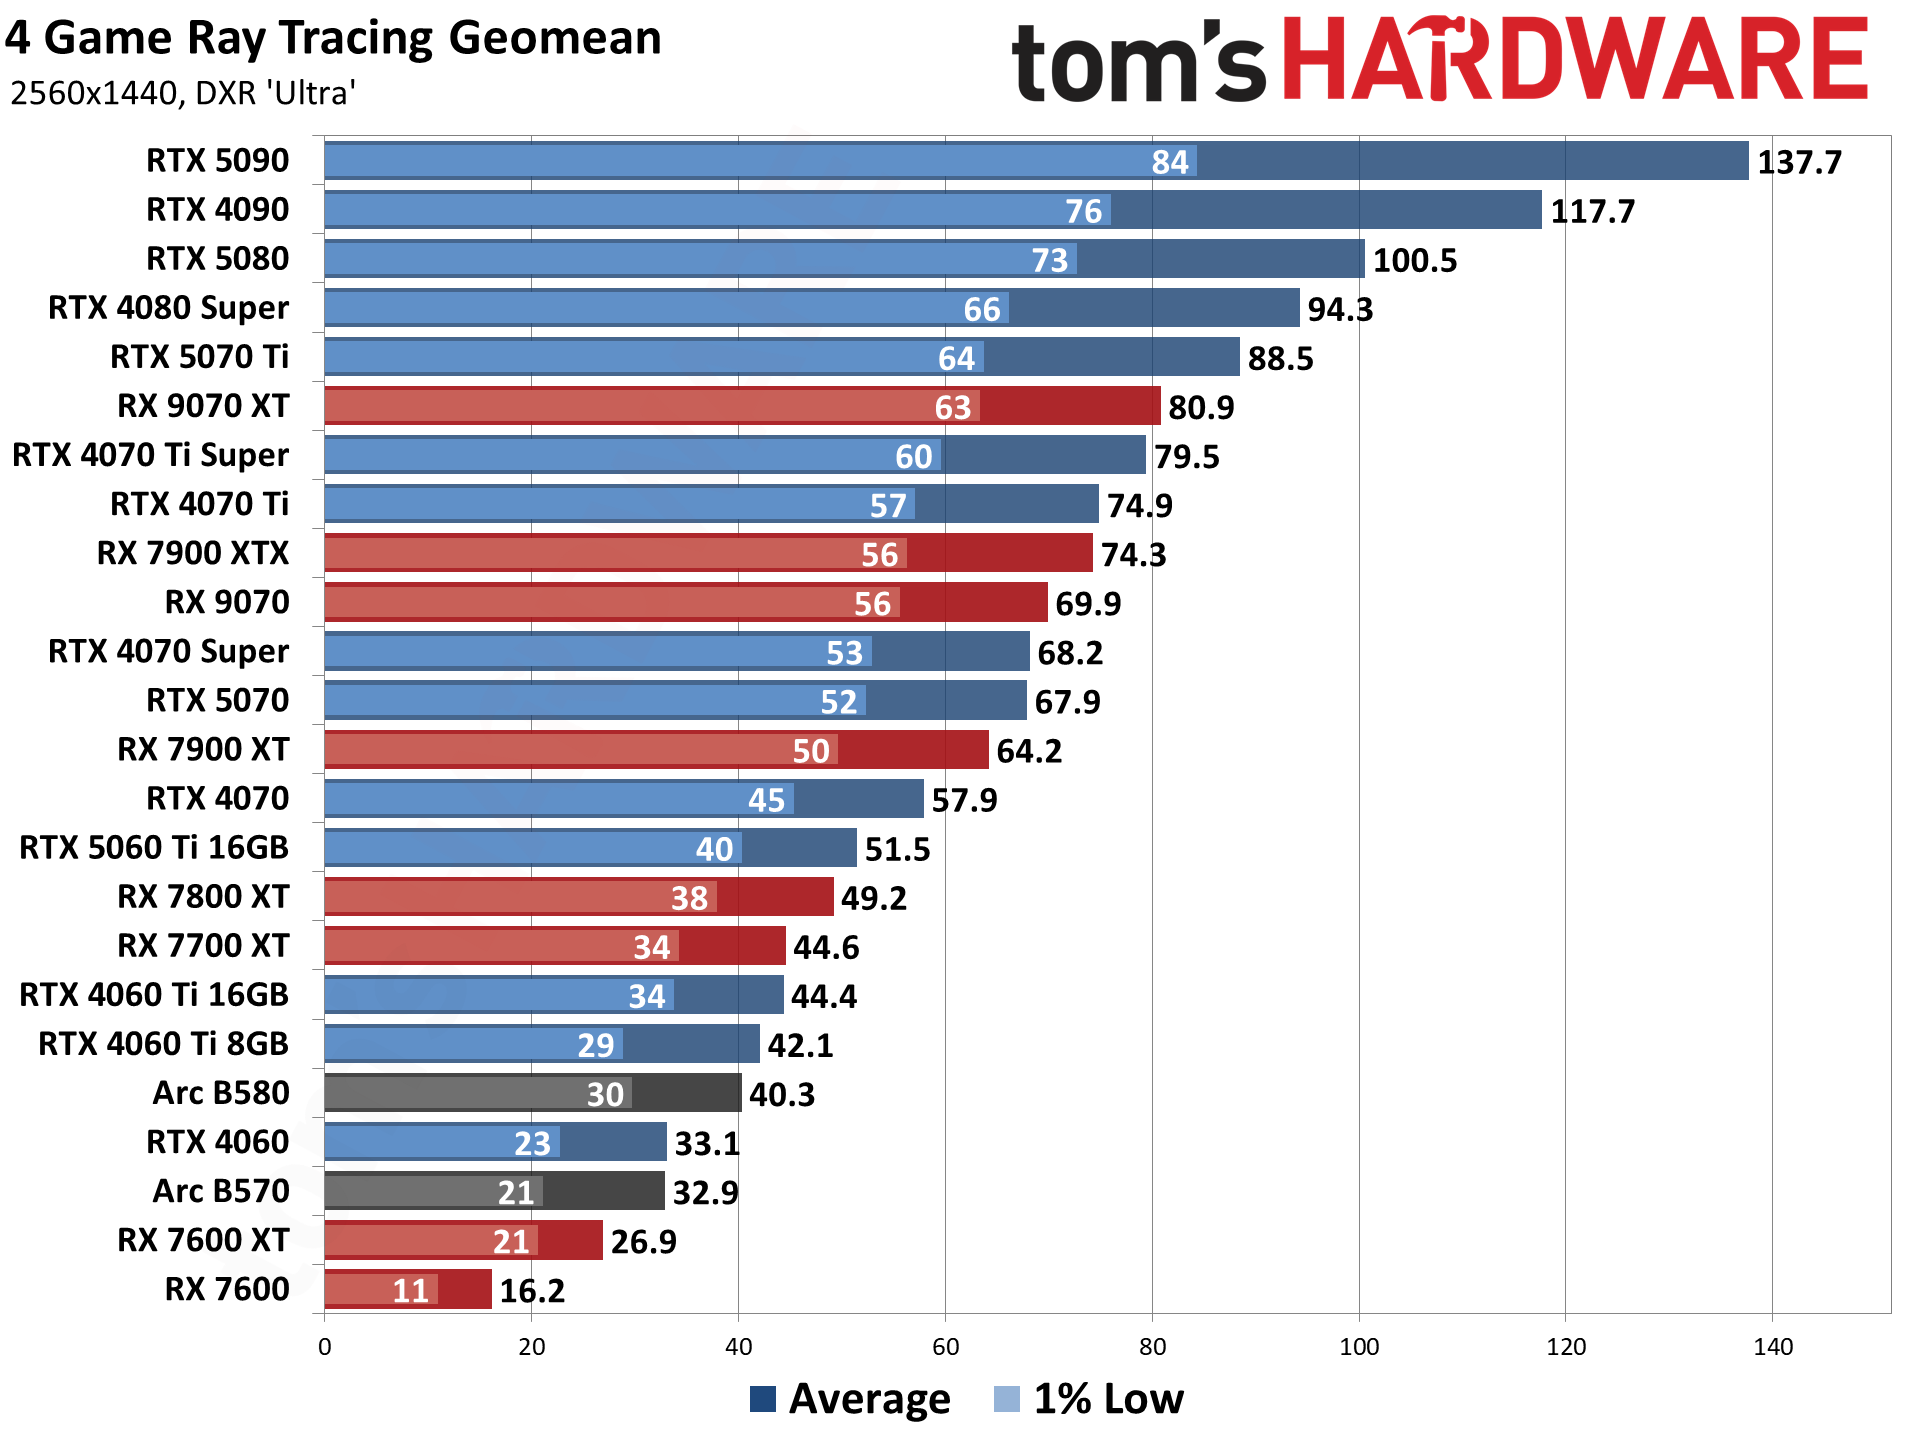 4 Game Ray Tracing Geomean
tom's HARDWARE
2560x1440, DXR 'Ultra'
RTX 5090 84 137.7
RTX 4090 76 117.7
RTX 5080 73 100.5
RTX 4080 Super 66 94.3
RTX 5070 Ti 64 88.5
RX 9070 XT 63 80.9
RTX 4070 Ti Super 60 79.5
RTX 4070 Ti 57 74.9
RX 7900 XTX 56 74.3
RX 9070 56 69.9
RTX 4070 Super 53 68.2
RTX 5070 52 67.9
RX 7900 XT 50 64.2
RTX 4070 45 57.9
RTX 5060 Ti 16GB 40 51.5
RX 7800 XT 38 49.2
RX 7700 XT 34 44.6
RTX 4060 Ti 16GB 34 44.4
RTX 4060 Ti 8GB 29 42.1
Arc B580 30 40.3
RTX 4060 23 33.1
Arc B570 21 32.9
RX 7600 XT 21 26.9
RX 7600 11 16.2
0 20 40 60 80 100 120 140
Average 1% Low